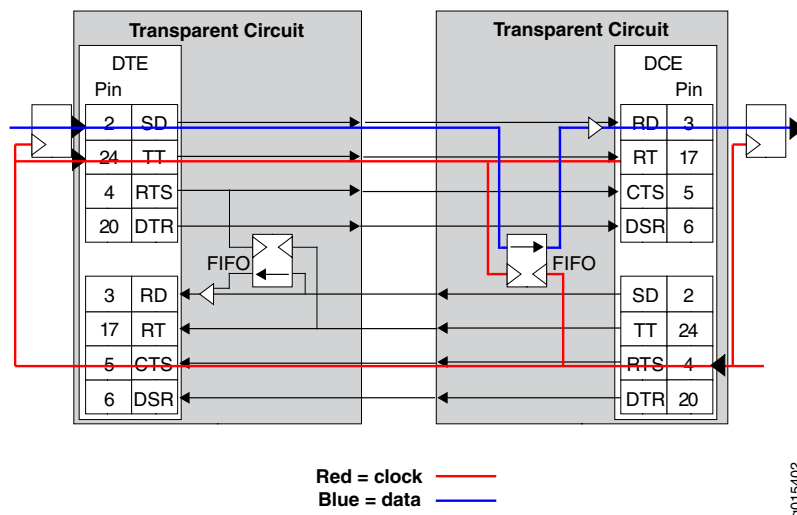 Transparent Circuit
Transparent Circuit
DTE
Pin
2 SD
24 TT
4 RTS
20 DTR
FIFO
3 RD
17 RT
5 CTS
6 DSR
DCE
Pin
RD 3
RT 17
CTS 5
DSR 6
FIFO
SD 2
TT 24
RTS 4
DTR 20
Red = clock
Blue = data
g015402